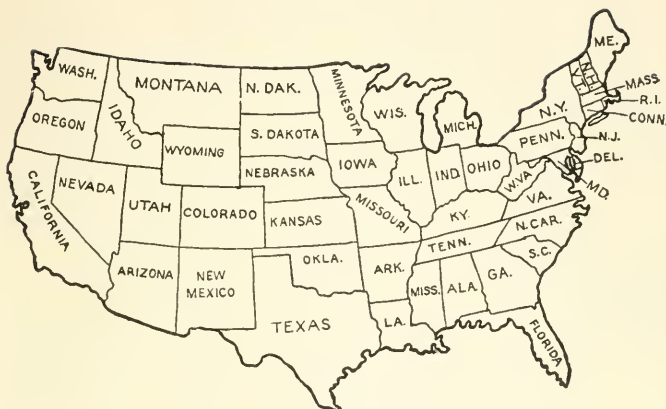 WASH.
OREGON
CALIFORNIA
IDAHO
NEVADA
MONTANA
WYOMING
UTAH
COLORADO
ARIZONA
NEW
MEXICO
N. DAK.
S. DAKOTA
NEBRASKA
KANSAS
OKLA.
TEXAS
MINNESOTA
IOWA
MISSOURI
ARK.
LA.
WIS.
ILL.
MICH.
IND.
OHIO
KY.
TENN.
MISS.
ALA.
GA.
FLORIDA
S.C.
N.CAR.
VA.
W.VA.
PENN.
N.Y.
VT.
N.H.
ME.
MASS.
R.I.
CONN.
N.J.
DEL.
MD.